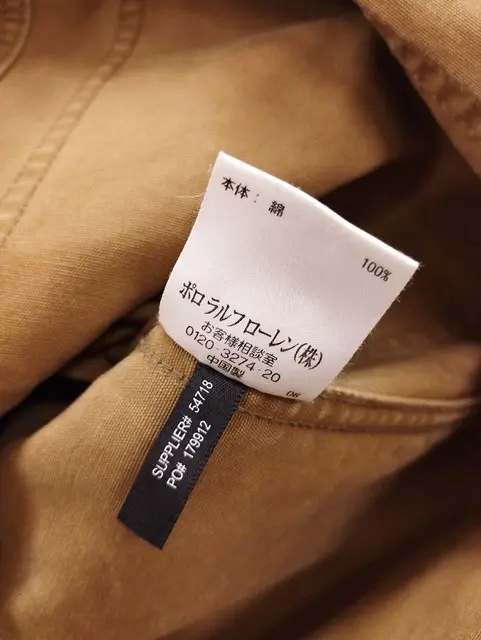 本体： 綿
100%
ポロ ラルフ ローレン(株)
お客様相談室
0120-3274-20
中国製
06
SUPPLIER# 54718
PO# 179912